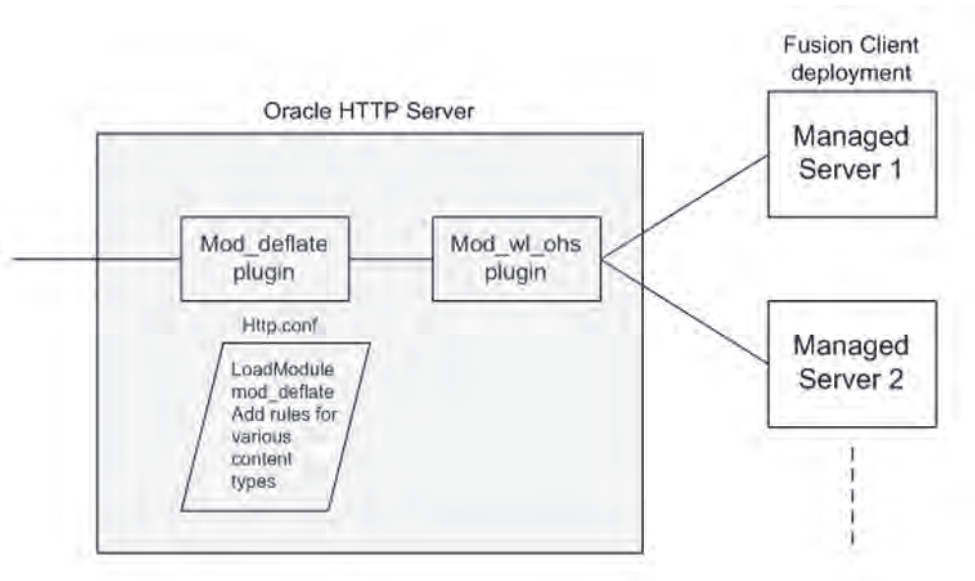 Fusion Client
deployment
Oracle HTTP Server
Managed
Server 1
Mod_deflate
plugin
Mod_wl_ohs
plugin
Http.conf
LoadModule
mod_deflate
Add rules for
various
content
types
Managed
Server 2